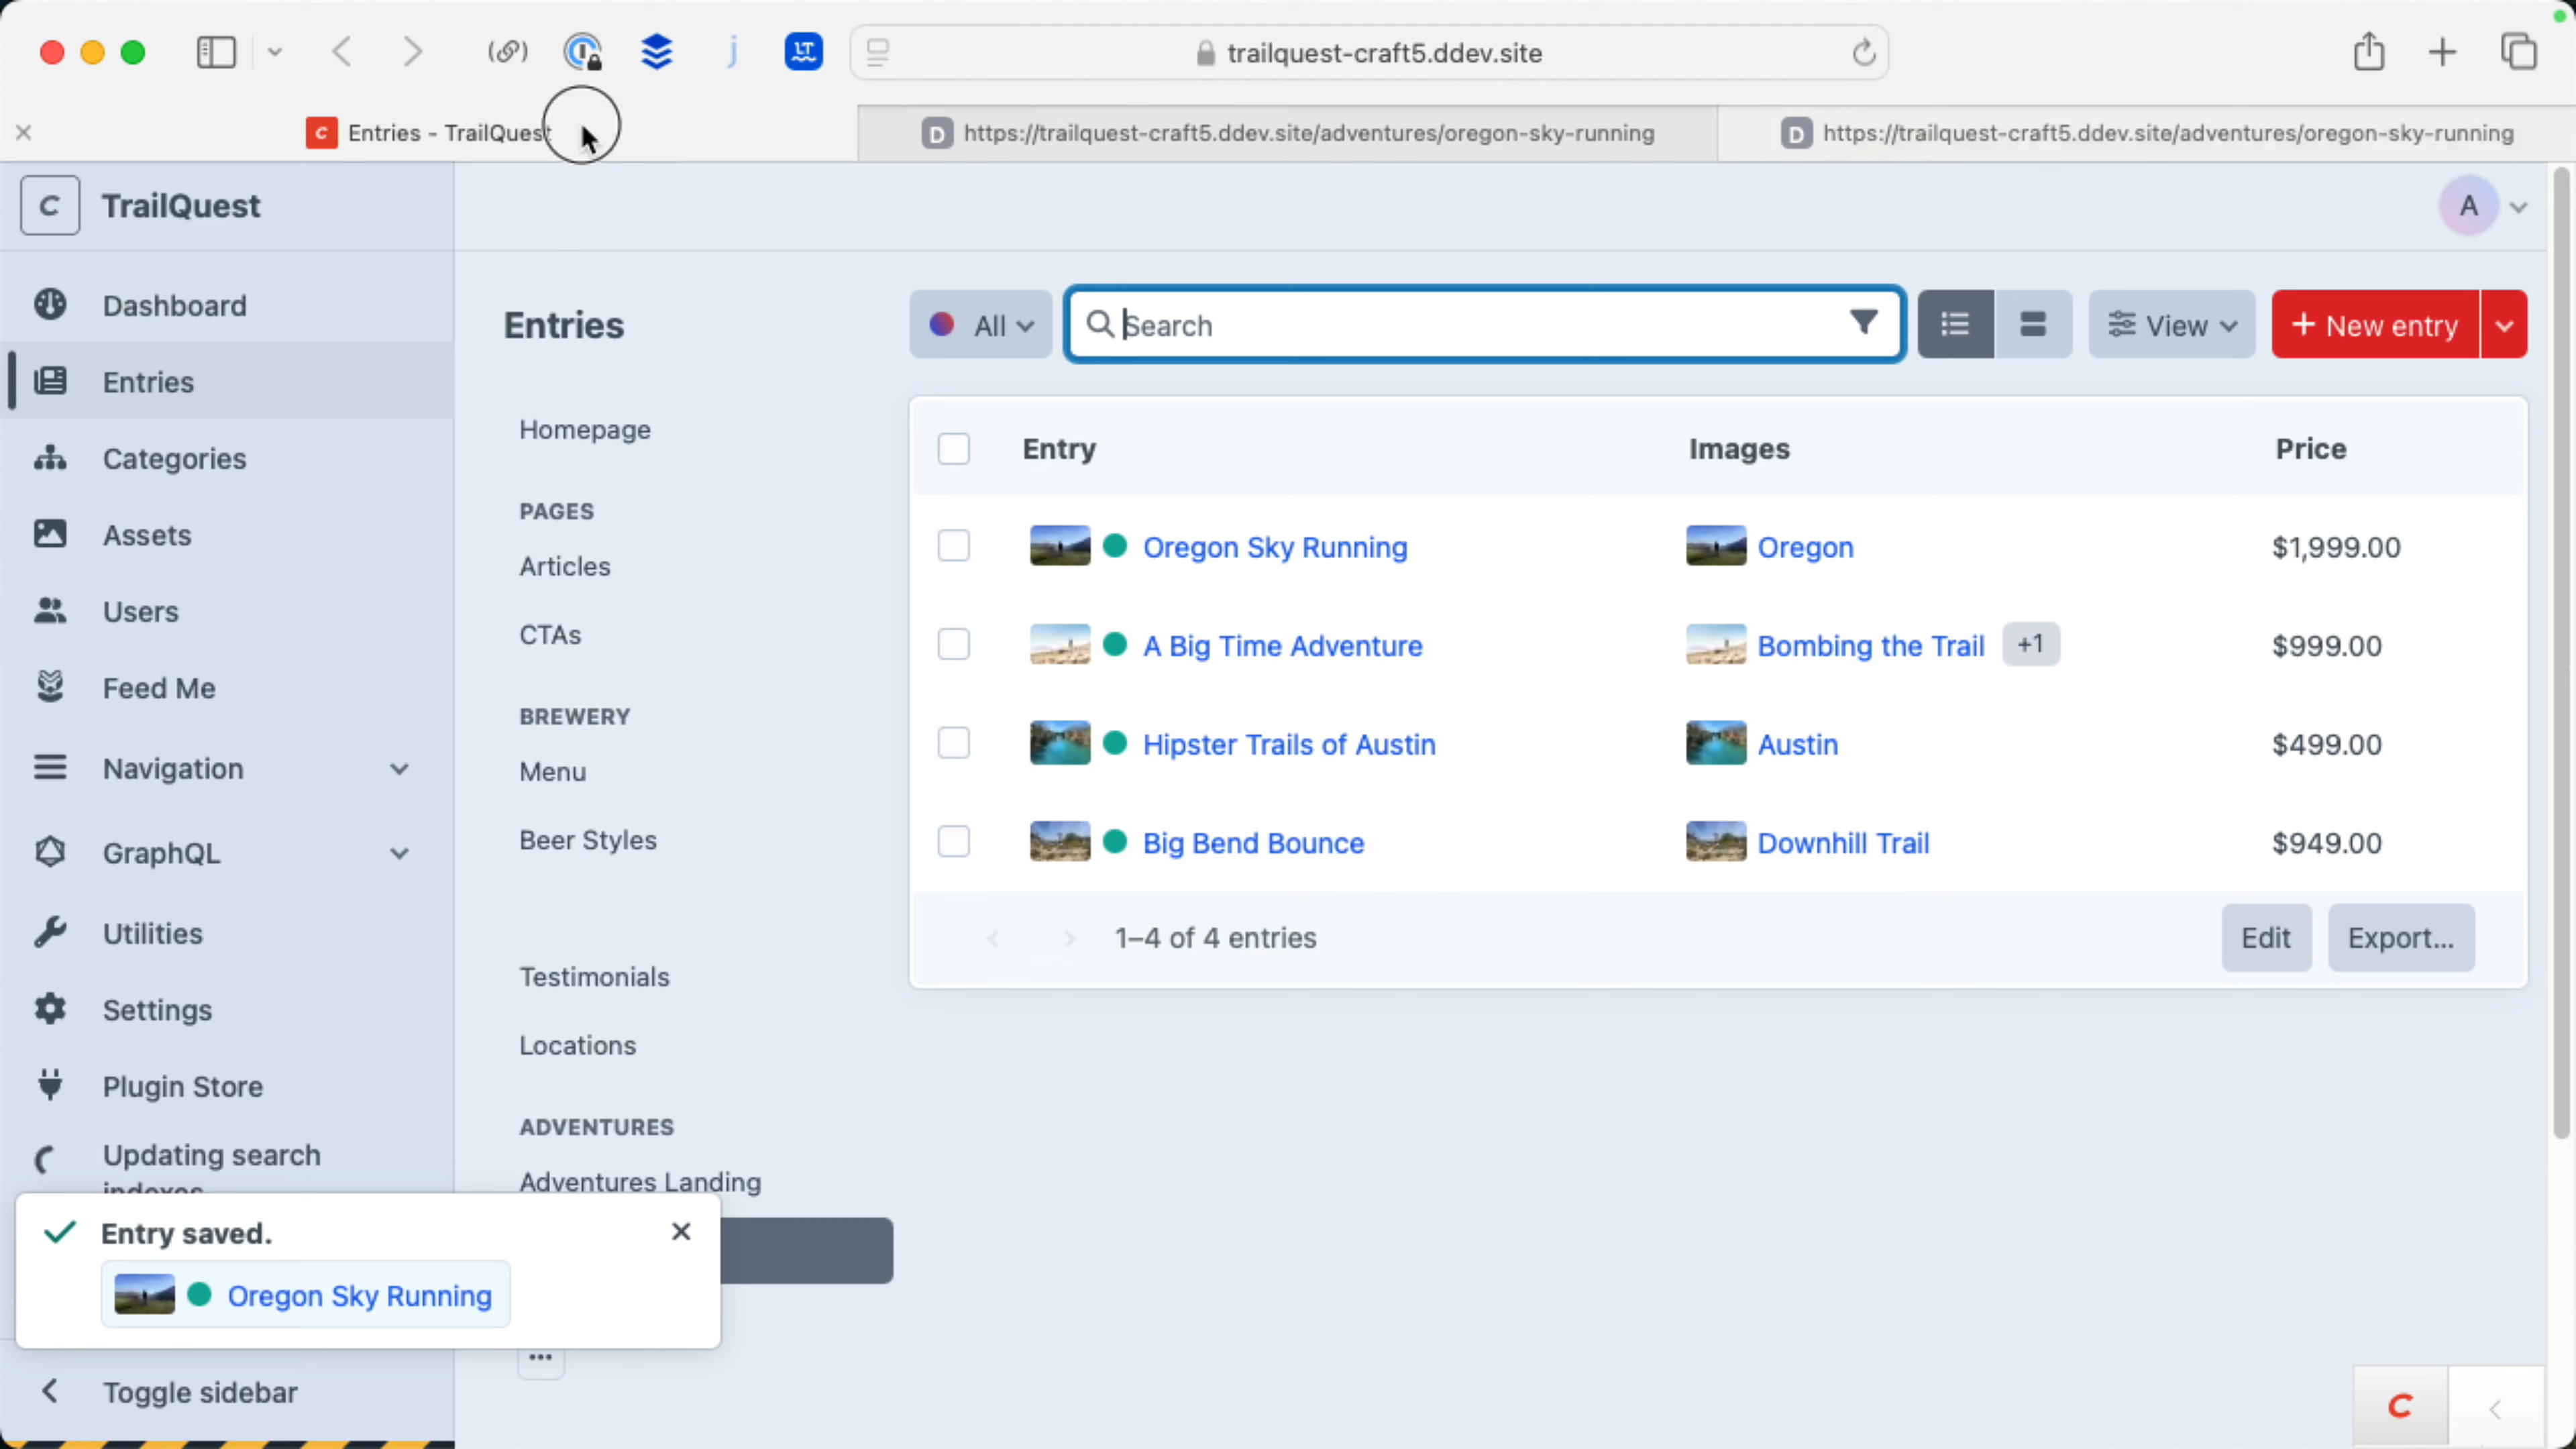 trailquest-craft5.ddev.site
Entries - TrailQuest
https://trailquest-craft5.ddev.site/adventures/oregon-sky-running
https://trailquest-craft5.ddev.site/adventures/oregon-sky-running
C TrailQuest
A
Dashboard
Entries
Categories
Assets
Users
Feed Me
Navigation
GraphQL
Utilities
Settings
Plugin Store
Updating search
indexes
Entry saved.
Oregon Sky Running
Toggle sidebar
Entries
Homepage
PAGES
Articles
CTAs
BREWERY
Menu
Beer Styles
Testimonials
Locations
ADVENTURES
Adventures Landing
All
Search
View
+ New entry
Entry Images Price
Oregon Sky Running Oregon $1,999.00
A Big Time Adventure Bombing the Trail +1 $999.00
Hipster Trails of Austin Austin $499.00
Big Bend Bounce Downhill Trail $949.00
1–4 of 4 entries
Edit
Export...
C